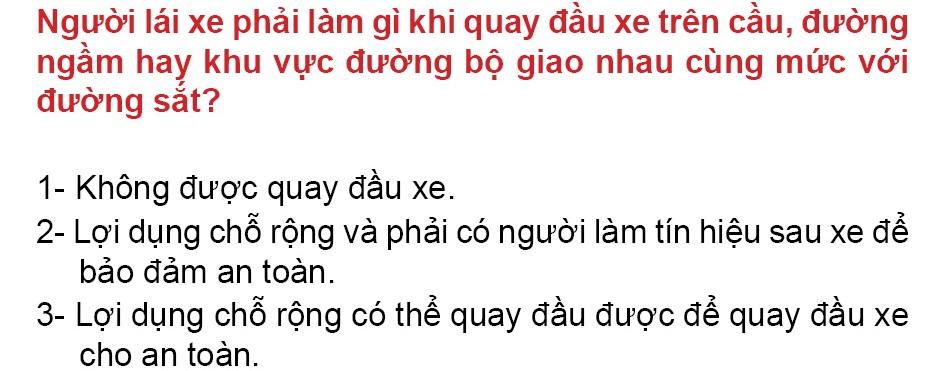 Người lái xe phải làm gì khi quay đầu xe trên cầu, đường
ngầm hay khu vực đường bộ giao nhau cùng mức với
đường sắt?
1- Không được quay đầu xe.
2- Lợi dụng chỗ rộng và phải có người làm tín hiệu sau xe để
bảo đảm an toàn.
3- Lợi dụng chỗ rộng có thể quay đầu được để quay đầu xe
cho an toàn.